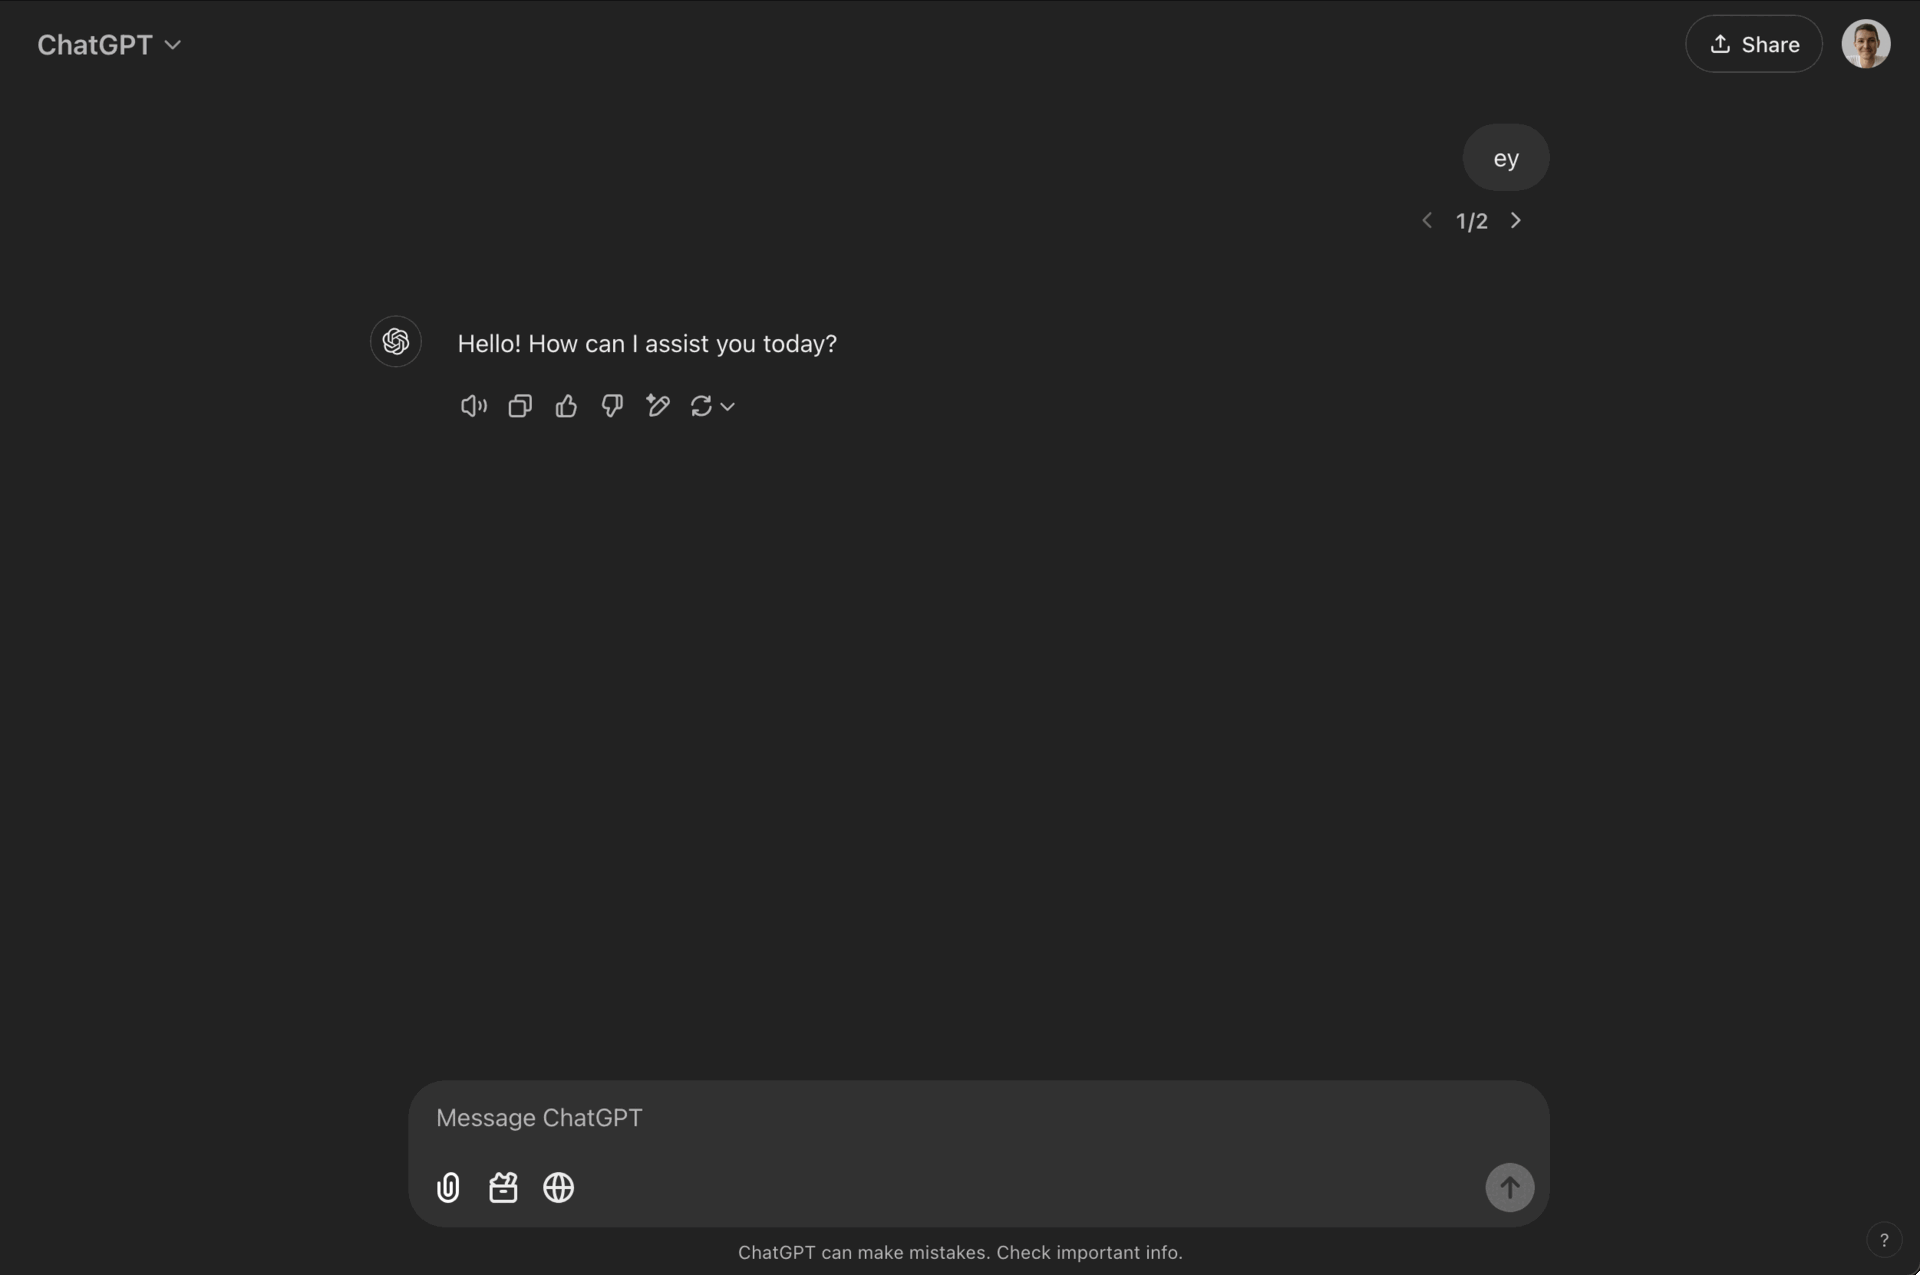 ChatGPT
Share
ey
1/2
Hello! How can I assist you today?
Message ChatGPT
ChatGPT can make mistakes. Check important info.
?